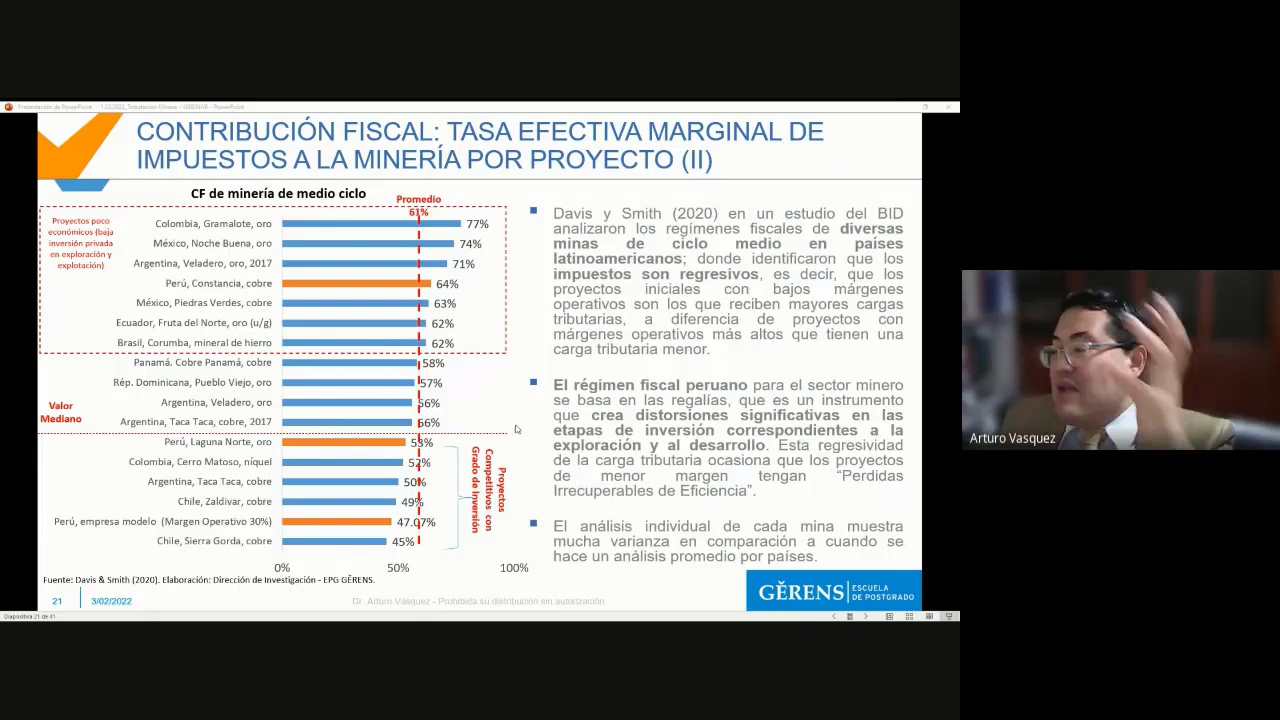 CONTRIBUCIÓN FISCAL: TASA EFECTIVA MARGINAL DE
IMPUESTOS A LA MINERÍA POR PROYECTO (II)
CF de minería de medio ciclo
Promedio
61%
Proyectos poco
económicos (baja
inversión privada
en exploración y
explotación)
Colombia, Gramalote, oro 77%
México, Noche Buena, oro 74%
Argentina, Veladero, oro, 2017 71%
Perú, Constancia, cobre 64%
México, Piedras Verdes, cobre 63%
Ecuador, Fruta del Norte, oro (u/g) 62%
Brasil, Corumba, mineral de hierro 62%
Panamá. Cobre Panamá, cobre 58%
Rép. Dominicana, Pueblo Viejo, oro 57%
Argentina, Veladero, oro 56%
Argentina, Taca Taca, cobre, 2017 56%
Valor
Mediano
Perú, Laguna Norte, oro 53%
Colombia, Cerro Matoso, níquel 52%
Argentina, Taca Taca, cobre 50%
Chile, Zaldivar, cobre 49%
Perú, empresa modelo (Margen Operativo 30%) 47.07%
Chile, Sierra Gorda, cobre 45%
0% 50% 100%
Proyectos
Competitivos con
Grado de Inversión
Fuente: Davis & Smith (2020). Elaboración: Dirección de Investigación - EPG GĚRENS.
Davis y Smith (2020) en un estudio del BID
analizaron los regímenes fiscales de diversas
minas de ciclo medio en países
latinoamericanos; donde identificaron que los
impuestos son regresivos, es decir, que los
proyectos iniciales con bajos márgenes
operativos son los que reciben mayores cargas
tributarias, a diferencia de proyectos con
márgenes operativos más altos que tienen una
carga tributaria menor.
El régimen fiscal peruano para el sector minero
se basa en las regalías, que es un instrumento
que crea distorsiones significativas en las
etapas de inversión correspondientes a la
exploración y al desarrollo. Esta regresividad
de la carga tributaria ocasiona que los proyectos
de menor margen tengan “Perdidas
Irrecuperables de Eficiencia”.
El análisis individual de cada mina muestra
mucha varianza en comparación a cuando se
hace un análisis promedio por países.
21 3/02/2022
Dr. Arturo Vásquez - Prohibida su distribución sin autorización.
GĚRENS ESCUELA
DE POSTGRADO
Diapositiva 21 de 41
Arturo Vasquez